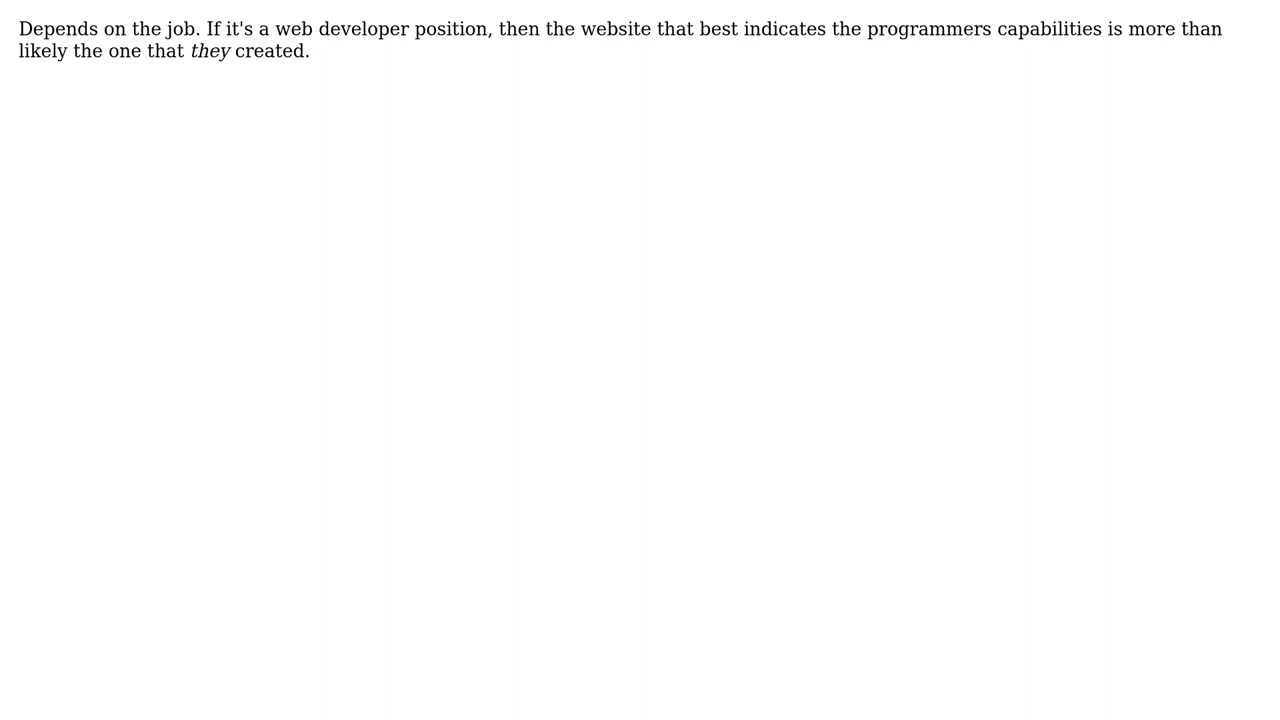 Depends on the job. If it's a web developer position, then the website that best indicates the programmers capabilities is more than
likely the one that they created.